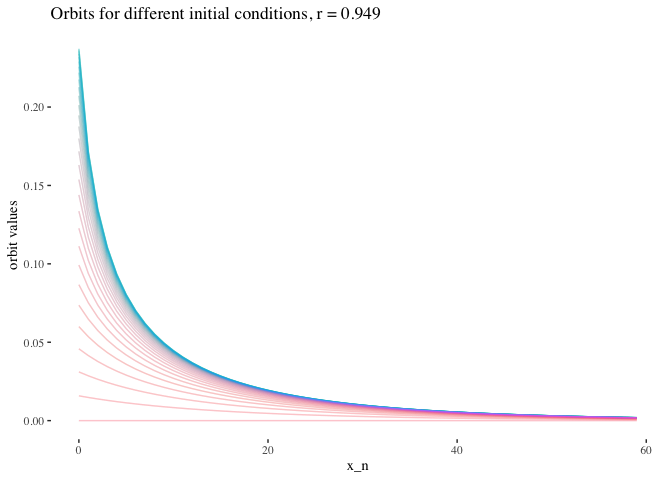 Orbits for different initial conditions, r = 0.949
orbit values
0.20
0.15
0.10
0.05
0.00
0 20 40 60
x_n